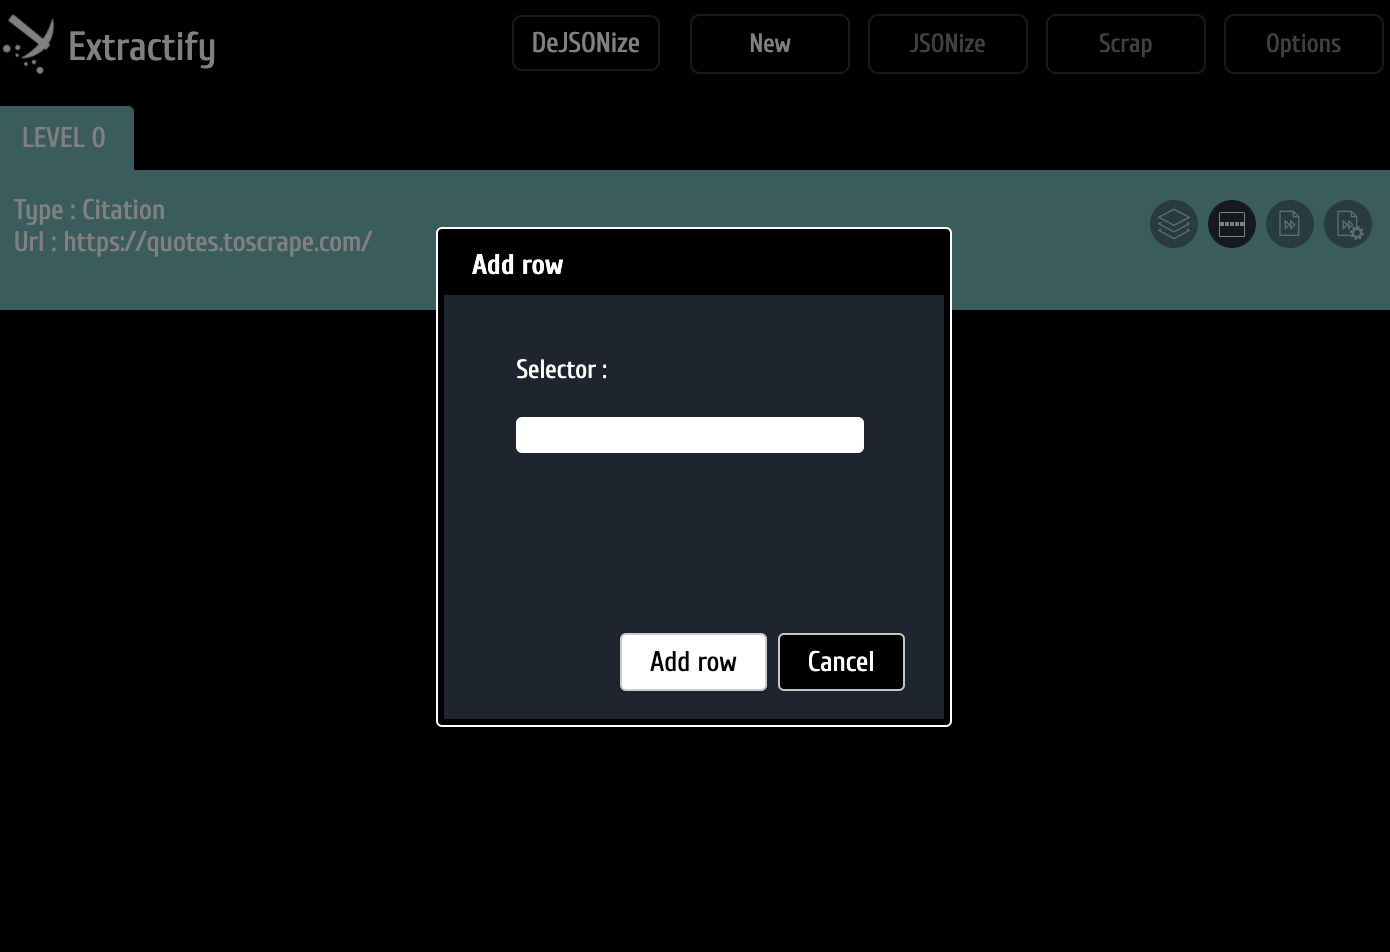 Extractify
DeJSONize
New
JSONize
Scrap
Options
LEVEL 0
Type : Citation
Url : https://quotes.toscrape.com/
Add row
Selector :
Add row
Cancel